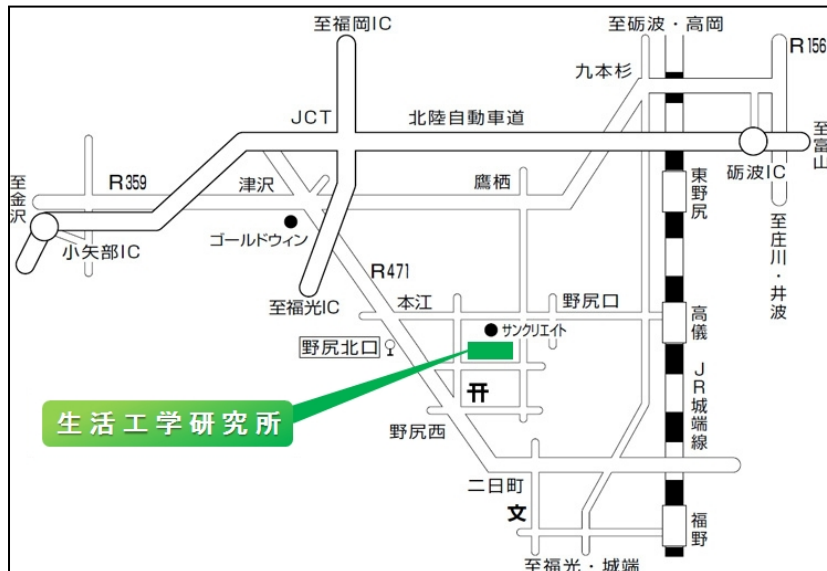 至福岡IC
至砺波・高岡
R156
九本杉
JCT
北陸自動車道
至富山
砺波IC
至金沢
R359
津沢
鷹栖
東野尻
至庄川・井波
小矢部IC
ゴールドウィン
R471
至福光IC
本江
野尻口
高儀
サンクリエイト
野尻北口
JR城端線
生活工学研究所
野尻西
二日町
文
福野
至福光・城端